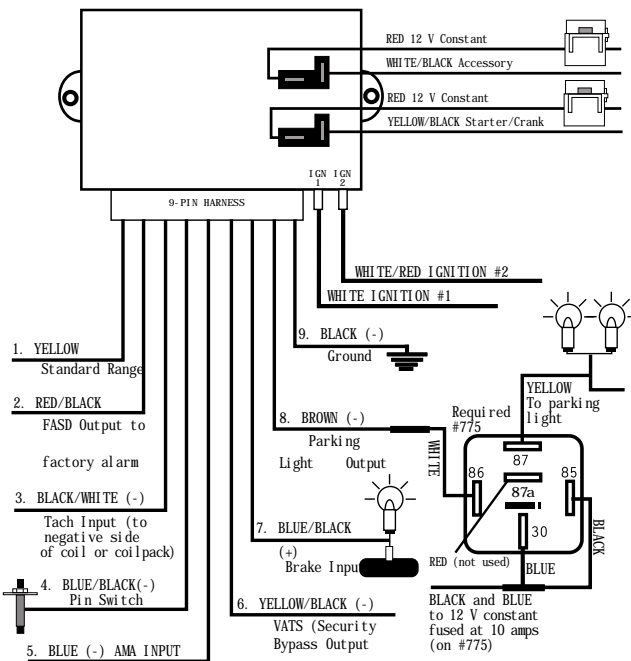 RED 12 V Constant
WHITE/BLACK Accessory
RED 12 V Constant
YELLOW/BLACK Starter/Crank
IGN 1
IGN 2
9-PIN HARNESS
WHITE/RED IGNITION #2
WHITE IGNITION #1
9. BLACK (-)
Ground
1. YELLOW
Standard Range
2. RED/BLACK
FASD Output to
factory alarm
3. BLACK/WHITE (-)
Tach Input (to
negative side
of coil or coilpack)
4. BLUE/BLACK(-)
Pin Switch
5. BLUE (-) AMA INPUT
6. YELLOW/BLACK (-)
VATS (Security
Bypass Output
7. BLUE/BLACK
(+)
Brake Input
8. BROWN (-)
Parking
Light Output
WHITE
Required
#775
YELLOW
To parking
light
87
86
85
87a
30
RED (not used)
BLUE
BLACK
BLACK and BLUE
to 12 V constant
fused at 10 amps
(on #775)